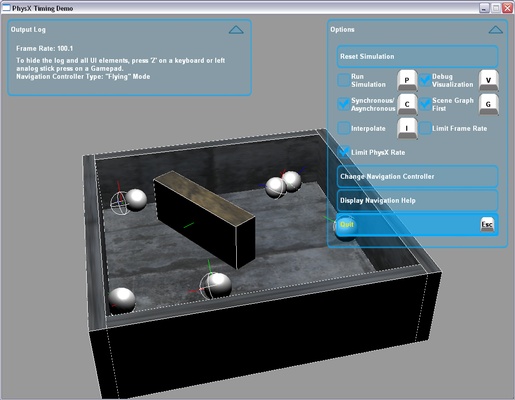 PhysX Timing Demo
Output Log
Frame Rate: 100.1
To hide the log and all UI elements, press 'Z' on a keyboard or left
analog stick press on a Gamepad.
Navigation Controller Type: "Flying" Mode
Options
Reset Simulation
Run
Simulation
P
Debug
Visualization
V
Synchronous/
Asynchronous
C
Scene Graph
First
G
Interpolate
I
Limit Frame Rate
Limit PhysX Rate
Change Navigation Controller
Display Navigation Help
Quit
Esc